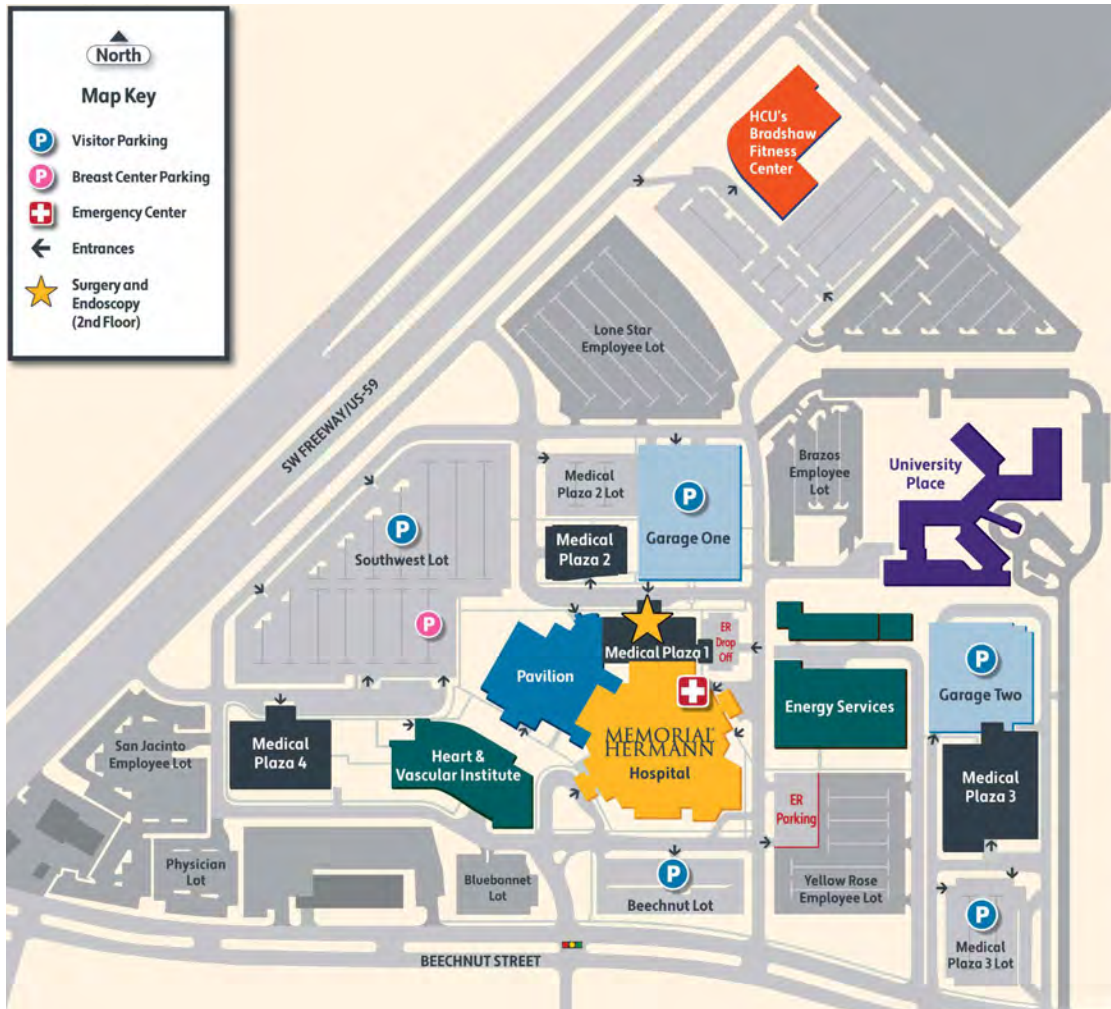 North
Map Key
P
Visitor Parking
P
Breast Center Parking
Emergency Center
Entrances
Surgery and
Endoscopy
(2nd Floor)
HCU's
Bradshaw
Fitness
Center
Lone Star
Employee Lot
SW FREEWAY/US-59
Medical
Plaza 2 Lot
P
Garage One
Brazos
Employee
Lot
University
Place
P
Southwest Lot
Medical
Plaza 2
P
Medical Plaza 1
ER
Drop
Off
Pavilion
P
Garage Two
Energy Services
MEMORIAL
HERMANN
Hospital
San Jacinto
Employee Lot
Medical
Plaza 4
Heart &
Vascular Institute
Medical
Plaza 3
ER
Parking
Physician
Lot
Bluebonnet
Lot
P
Beechnut Lot
Yellow Rose
Employee Lot
P
Medical
Plaza 3 Lot
BEECHNUT STREET